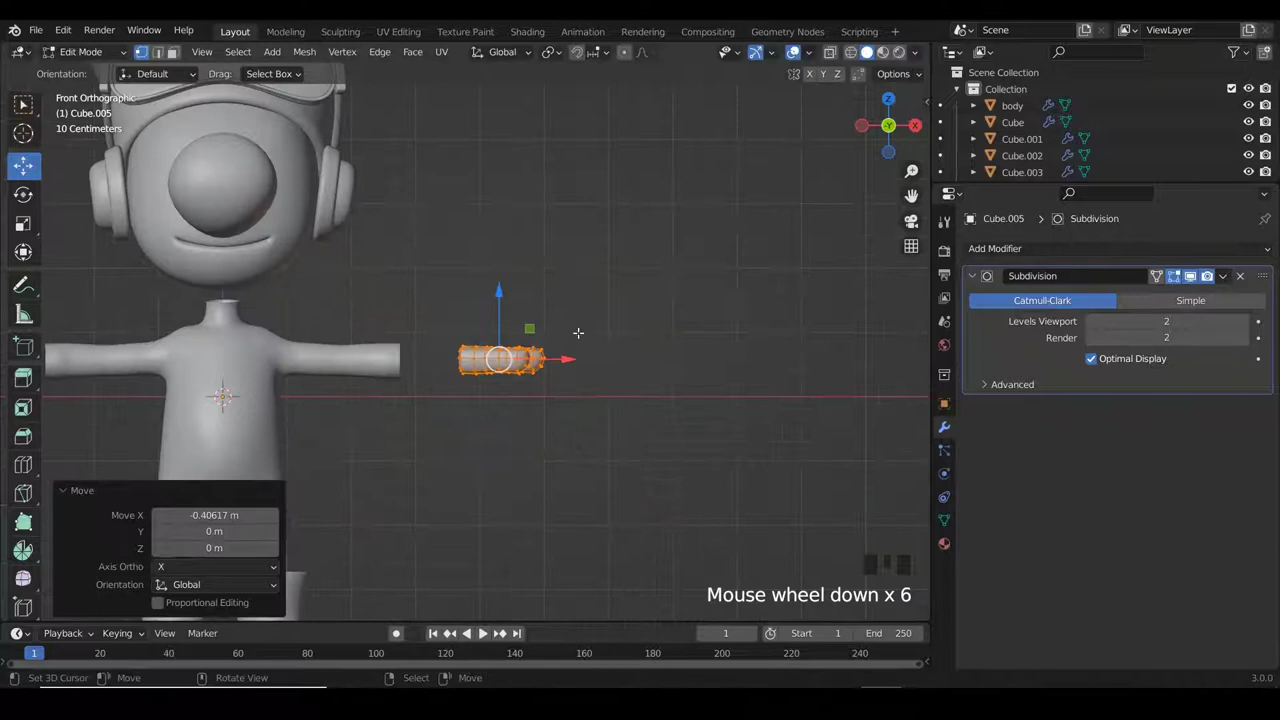 File Edit Render Window Help Layout Modeling Sculpting UV Editing Texture Paint Shading Animation Rendering Compositing Geometry Nodes Scripting + Scene ViewLayer
Edit Mode View Select Add Mesh Vertex Edge Face UV Global
Orientation: Default Drag: Select Box X Y Z Options
Front Orthographic
(1) Cube.005
10 Centimeters
Z
Y
X
Scene Collection
Collection
body
Cube
Cube.001
Cube.002
Cube.003
Cube.005 > Subdivision
Add Modifier
Subdivision
Catmull-Clark Simple
Levels Viewport 2
Render 2
Optimal Display
Advanced
Move
Move X -0.40617 m
Y 0 m
Z 0 m
Axis Ortho X
Orientation Global
Proportional Editing
Mouse wheel down x 6
Playback Keying View Marker 1 Start 1 End 250
1 20 40 60 80 100 120 140 160 180 200 220 240
Set 3D Cursor Move Rotate View Select Move 3.0.0